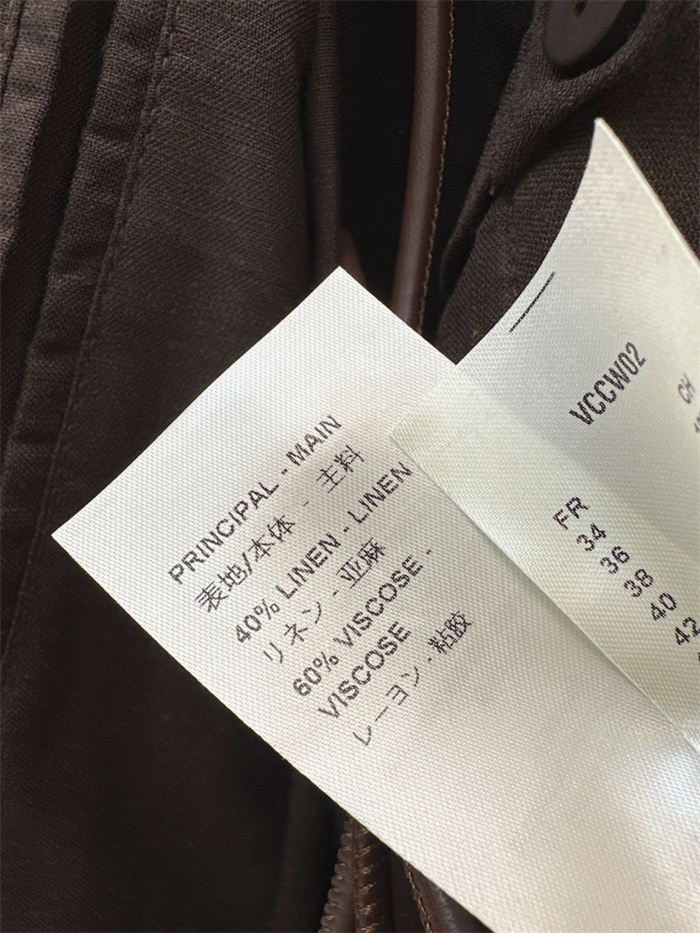 PRINCIPAL - MAIN
表地/本体 - 主料
40% LINEN - LINEN
リネン - 亚麻
60% VISCOSE -
VISCOSE
レーヨン - 粘胶
VCCW02
CH
FR
34
36
38
40
42